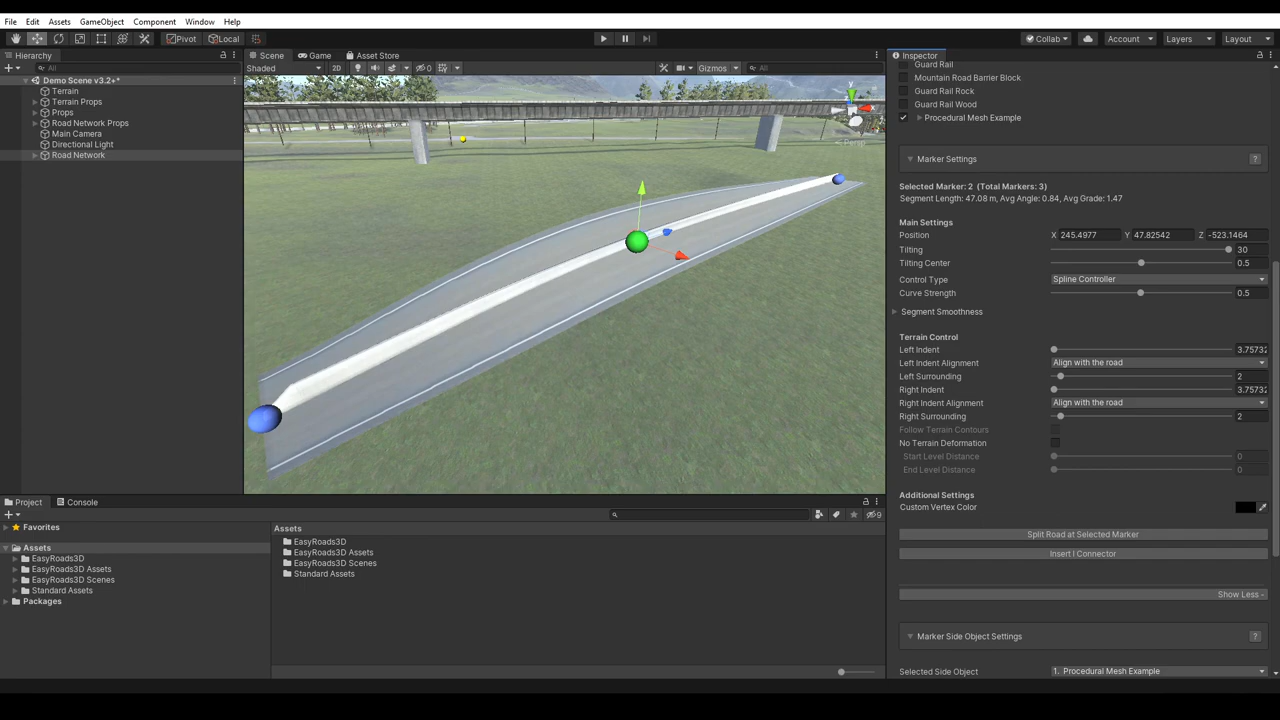 File Edit Assets GameObject Component Window Help
Pivot Local Collab Account Layers Layout
Hierarchy
All
Demo Scene v3.2+*
Terrain
Terrain Props
Props
Road Network Props
Main Camera
Directional Light
Road Network
Scene Game Asset Store
Shaded 2D 0 Gizmos All
y
x
Persp
Project Console
Favorites
Assets
EasyRoads3D
EasyRoads3D Assets
EasyRoads3D Scenes
Standard Assets
Packages
9
Assets
EasyRoads3D
EasyRoads3D Assets
EasyRoads3D Scenes
Standard Assets
Inspector
Guard Rail
Mountain Road Barrier Block
Guard Rail Rock
Guard Rail Wood
Procedural Mesh Example
Marker Settings ?
Selected Marker: 2 (Total Markers: 3)
Segment Length: 47.08 m, Avg Angle: 0.84, Avg Grade: 1.47
Main Settings
Position X 245.4977 Y 47.82542 Z -523.1464
Tilting 30
Tilting Center 0.5
Control Type Spline Controller
Curve Strength 0.5
Segment Smoothness
Terrain Control
Left Indent 3.75732
Left Indent Alignment Align with the road
Left Surrounding 2
Right Indent 3.75732
Right Indent Alignment Align with the road
Right Surrounding 2
Follow Terrain Contours
No Terrain Deformation
Start Level Distance 0
End Level Distance 0
Additional Settings
Custom Vertex Color
Split Road at Selected Marker
Insert I Connector
Show Less -
Marker Side Object Settings ?
Selected Side Object 1. Procedural Mesh Example